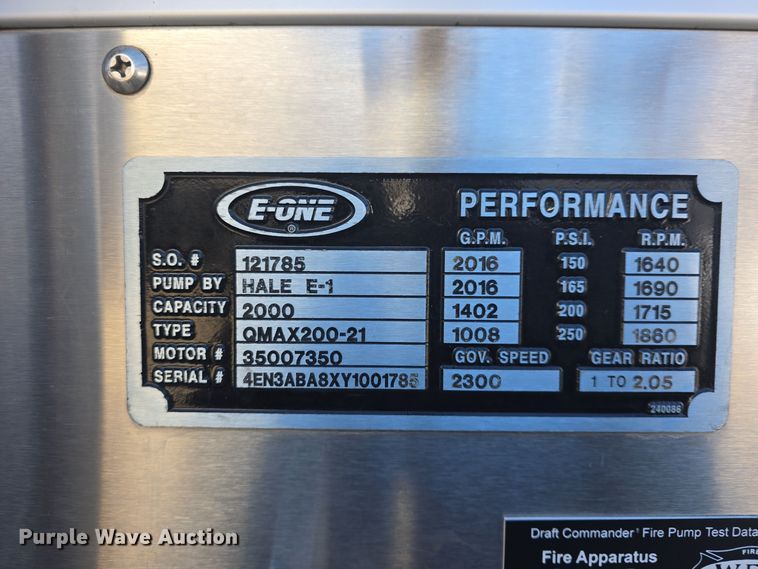 E-ONE ®
PERFORMANCE
G.P.M. P.S.I. R.P.M.
S.O. # 121785 2016 150 1640
PUMP BY HALE E-1 2016 165 1690
CAPACITY 2000 1402 200 1715
TYPE QMAX200-21 1008 250 1860
MOTOR # 35007350 GOV. SPEED GEAR RATIO
SERIAL # 4EN3ABA8XY1001785 2300 1 TO 2.05
240086
Purple Wave Auction
Draft Commander Fire Pump Test Data
Fire Apparatus